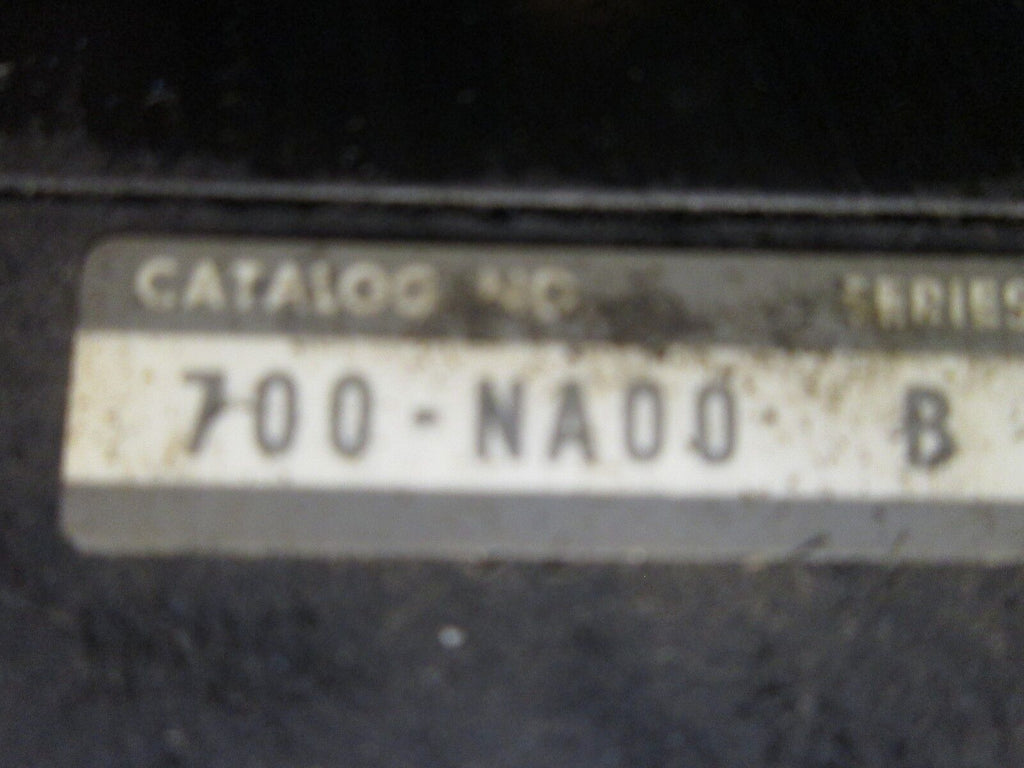 CATALOG NO SERIES
700-NA00 B